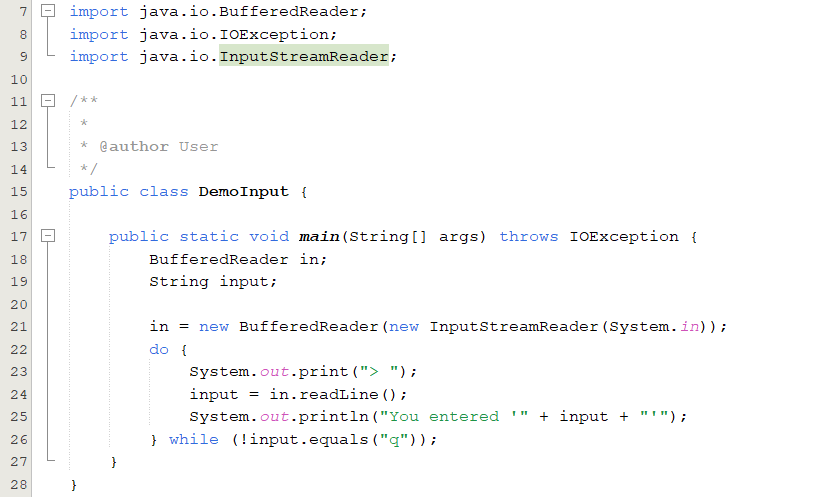 7 import java.io.BufferedReader;
8 import java.io.IOException;
9 import java.io.InputStreamReader;
10
11 /**
12  *
13  * @author User
14  */
15 public class DemoInput {
16
17     public static void main(String[] args) throws IOException {
18         BufferedReader in;
19         String input;
20
21         in = new BufferedReader(new InputStreamReader(System.in));
22         do {
23             System.out.print("> ");
24             input = in.readLine();
25             System.out.println("You entered '" + input + "'");
26         } while (!input.equals("q"));
27     }
28 }